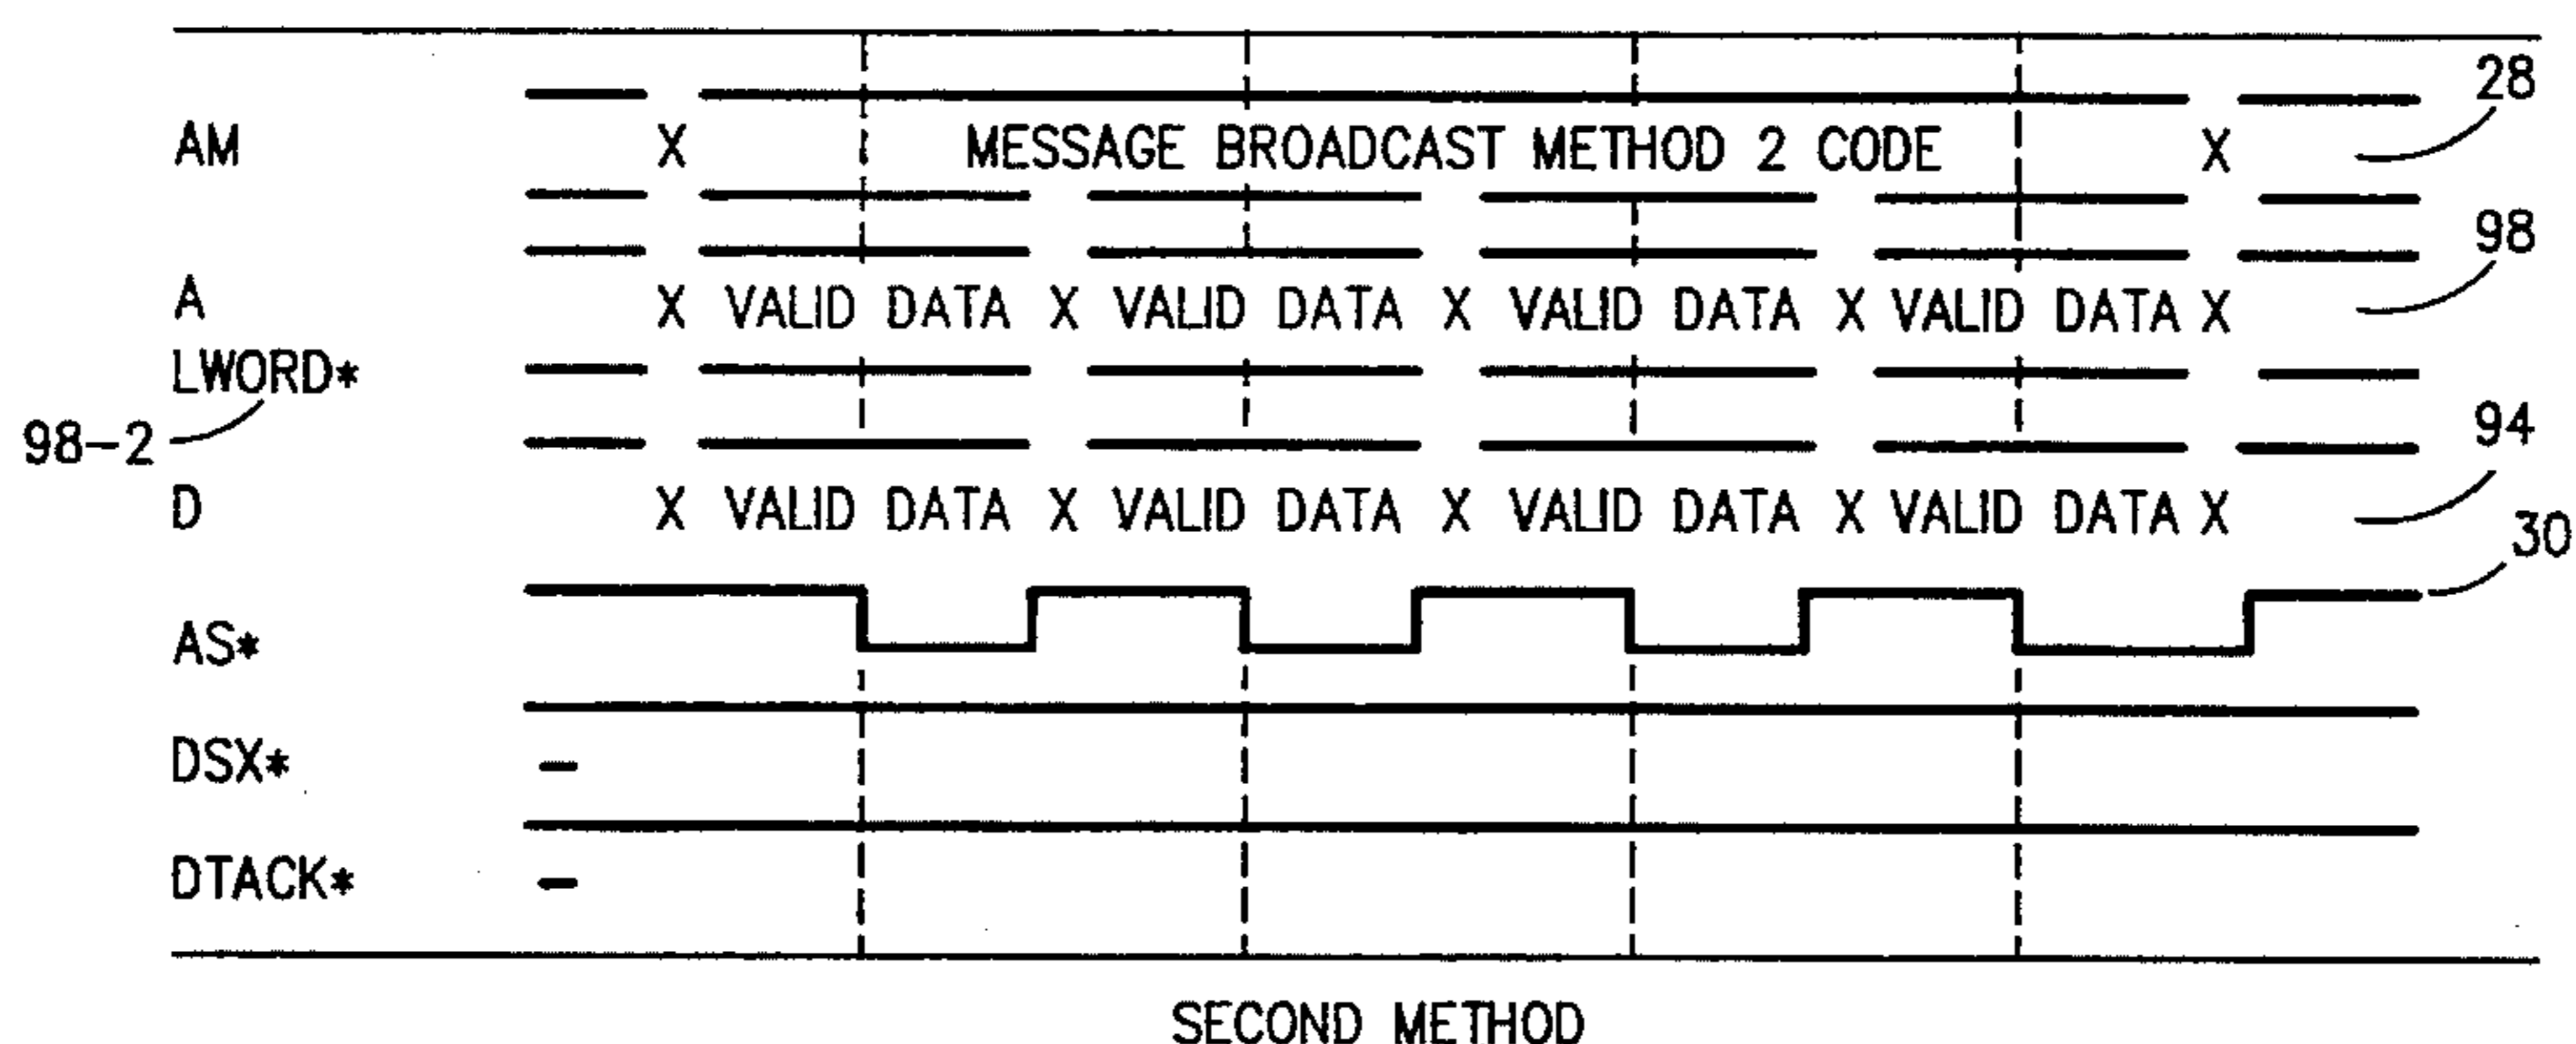 28
AM X MESSAGE BROADCAST METHOD 2 CODE X
98
A X VALID DATA X VALID DATA X VALID DATA X VALID DATA X
LWORD*
98-2
94
D X VALID DATA X VALID DATA X VALID DATA X VALID DATA X
30
AS*
DSX*
DTACK*
SECOND METHOD